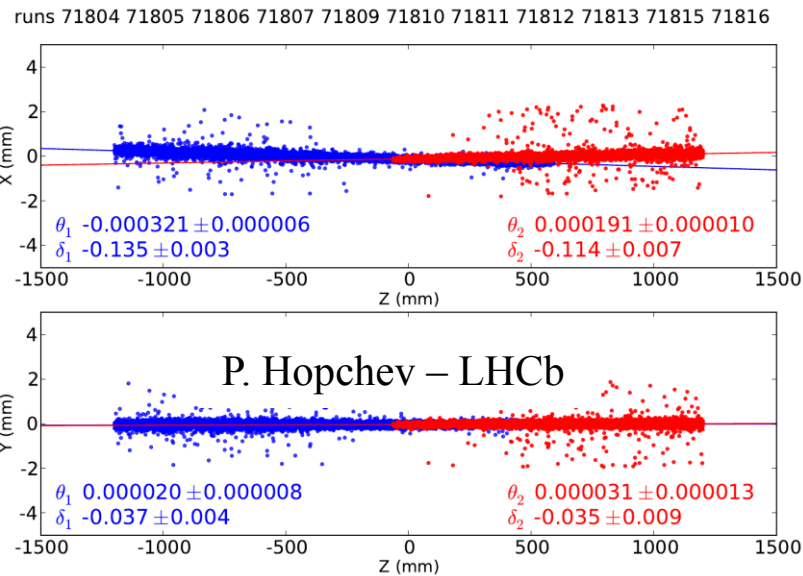 runs 71804 71805 71806 71807 71809 71810 71811 71812 71813 71815 71816
X (mm)
4
2
0
-2
-4
θ₁ -0.000321 ±0.000006
δ₁ -0.135 ±0.003
θ₂ 0.000191 ±0.000010
δ₂ -0.114 ±0.007
-1500 -1000 -500 0 500 1000 1500
Z (mm)
Y (mm)
4
2
0
-2
-4
P. Hopchev – LHCb
θ₁ 0.000020 ±0.000008
δ₁ -0.037 ±0.004
θ₂ 0.000031 ±0.000013
δ₂ -0.035 ±0.009
-1500 -1000 -500 0 500 1000 1500
Z (mm)